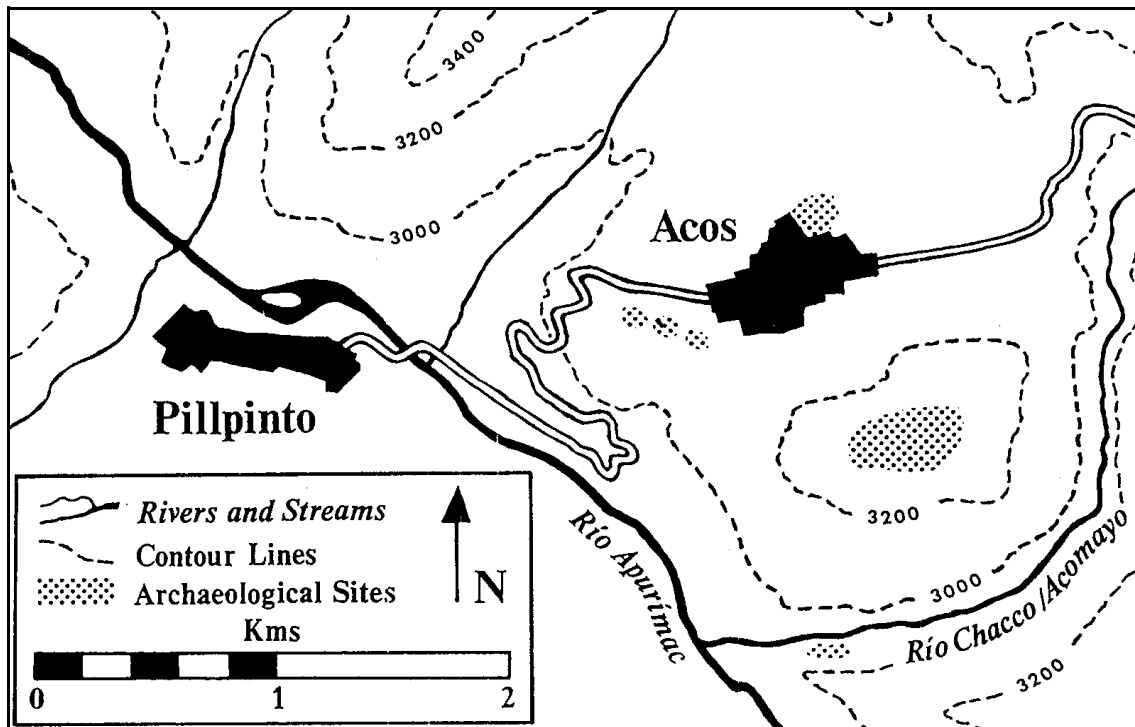 3400
3200
3000
Acos
Pillpinto
3200
3000
Río Apurímac
Río Chacco/Acomayo
3200
Rivers and Streams
Contour Lines
Archaeological Sites
N
Kms
0 1 2